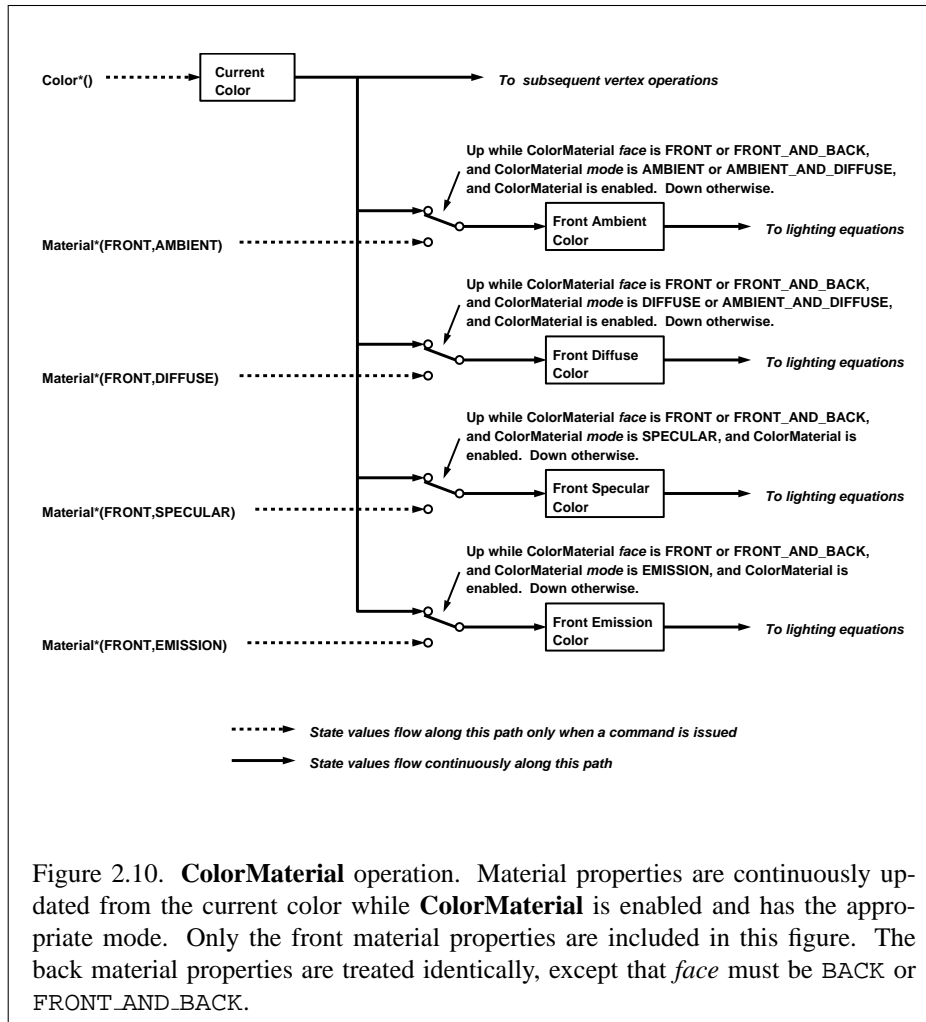 Color*()
Current
Color
To subsequent vertex operations
Up while ColorMaterial face is FRONT or FRONT_AND_BACK,
and ColorMaterial mode is AMBIENT or AMBIENT_AND_DIFFUSE,
and ColorMaterial is enabled. Down otherwise.
Front Ambient
Color
To lighting equations
Material*(FRONT,AMBIENT)
Up while ColorMaterial face is FRONT or FRONT_AND_BACK,
and ColorMaterial mode is DIFFUSE or AMBIENT_AND_DIFFUSE,
and ColorMaterial is enabled. Down otherwise.
Front Diffuse
Color
To lighting equations
Material*(FRONT,DIFFUSE)
Up while ColorMaterial face is FRONT or FRONT_AND_BACK,
and ColorMaterial mode is SPECULAR, and ColorMaterial is
enabled. Down otherwise.
Front Specular
Color
To lighting equations
Material*(FRONT,SPECULAR)
Up while ColorMaterial face is FRONT or FRONT_AND_BACK,
and ColorMaterial mode is EMISSION, and ColorMaterial is
enabled. Down otherwise.
Front Emission
Color
To lighting equations
Material*(FRONT,EMISSION)
State values flow along this path only when a command is issued
State values flow continuously along this path
Figure 2.10. ColorMaterial operation. Material properties are continuously up-
dated from the current color while ColorMaterial is enabled and has the appro-
priate mode. Only the front material properties are included in this figure. The
back material properties are treated identically, except that face must be BACK or
FRONT_AND_BACK.